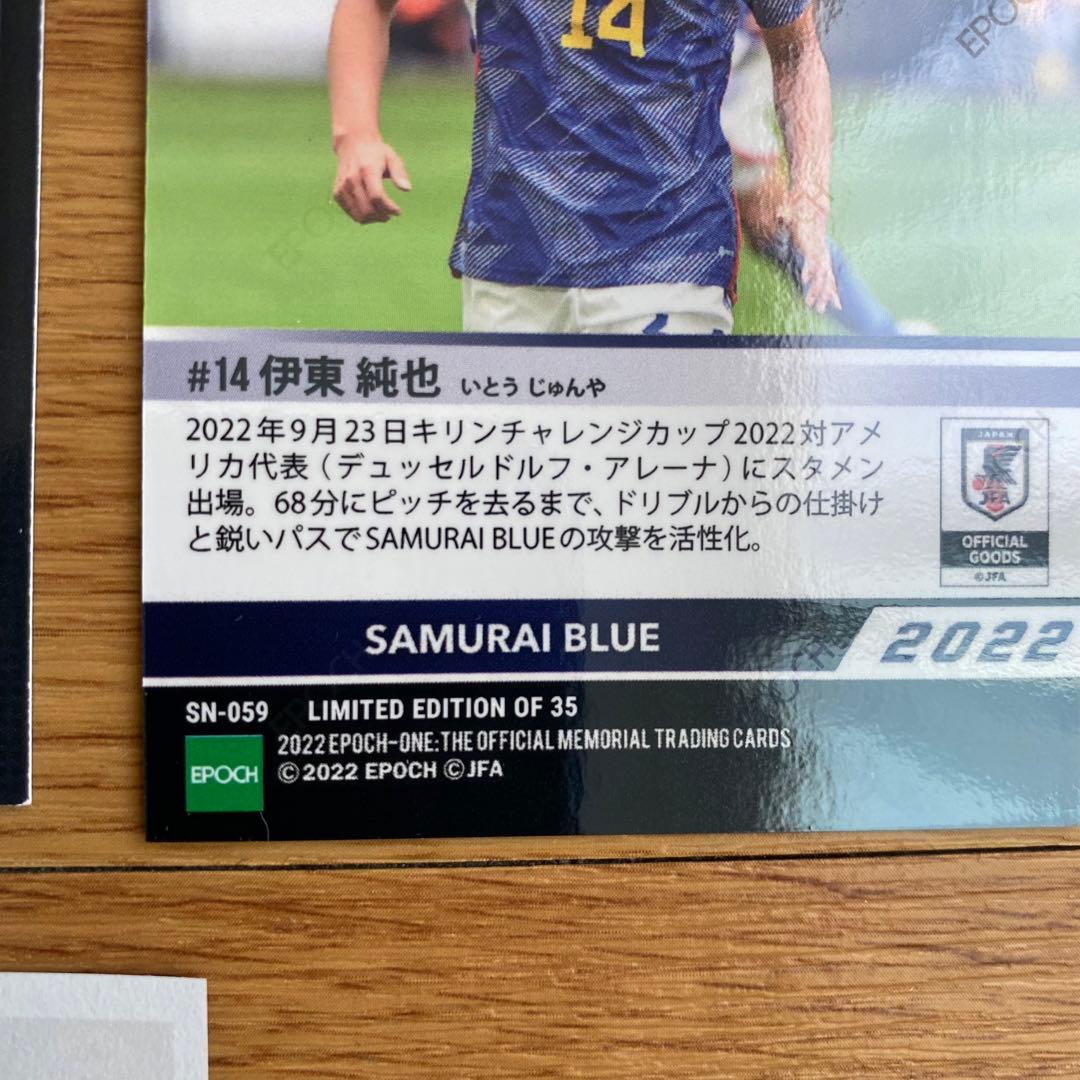 14
#14 伊東 純也 いとう じゅんや
2022年9月23日キリンチャレンジカップ2022対アメ
リカ代表（デュッセルドルフ・アレーナ）にスタメン
出場。68分にピッチを去るまで、ドリブルからの仕掛け
と鋭いパスでSAMURAI BLUEの攻撃を活性化。
JAPAN
JFA
OFFICIAL
GOODS
©JFA
SAMURAI BLUE
2022
SN-059 LIMITED EDITION OF 35
2022 EPOCH-ONE:THE OFFICIAL MEMORIAL TRADING CARDS
EPOCH
©2022 EPOCH ©JFA
EPOCH
EPOCH
EPOCH
EPOCH